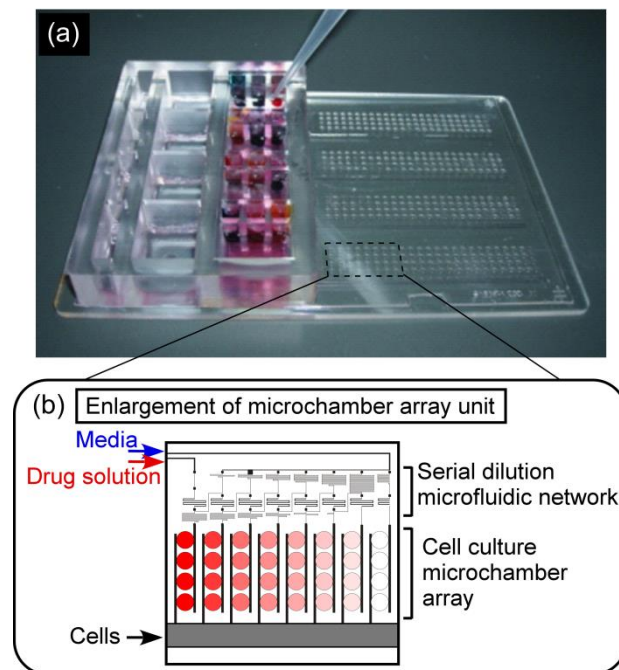 (a)
(b) Enlargement of microchamber array unit
Media
Drug solution
Serial dilution
microfluidic network
Cell culture
microchamber
array
Cells